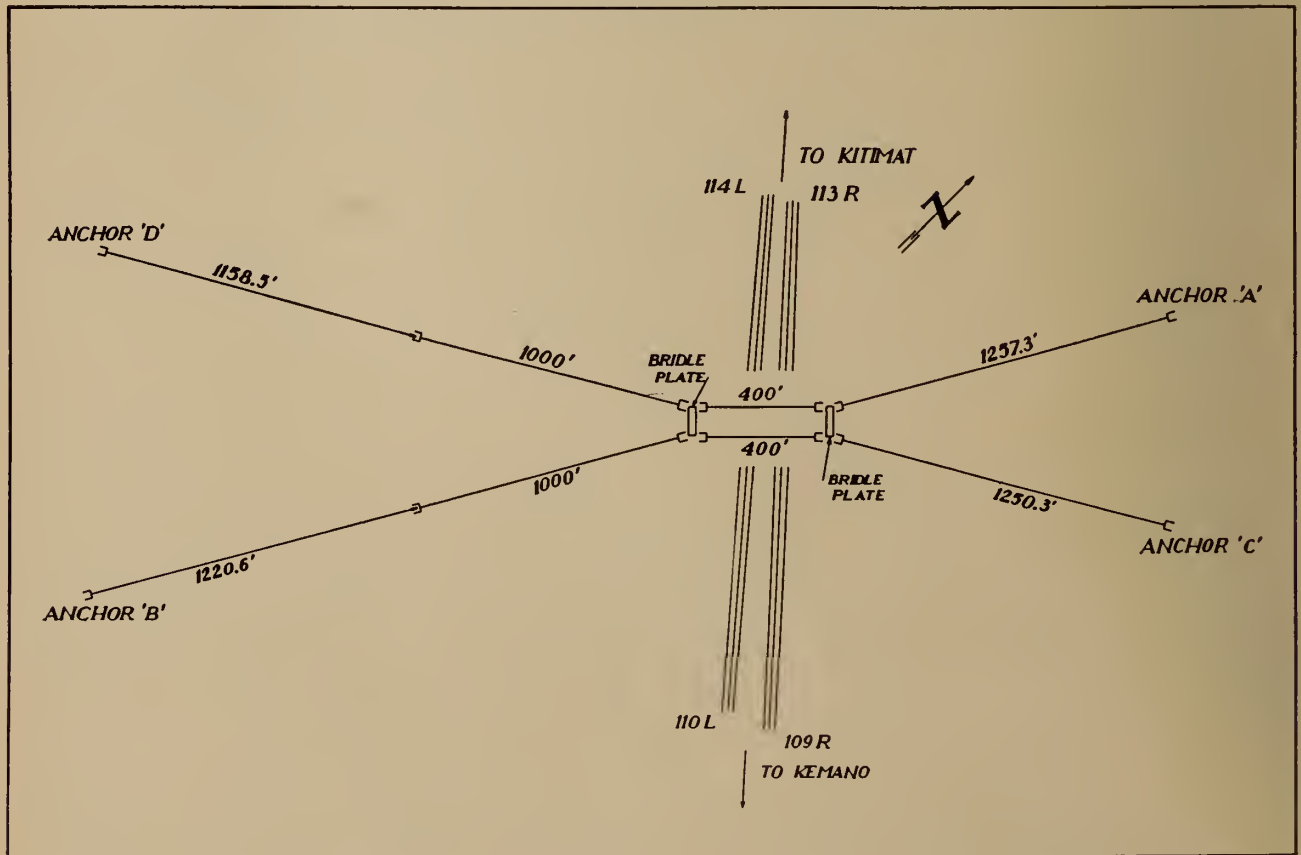 TO KITIMAT
114 L
113 R
N
ANCHOR 'D'
1158.5'
1000'
BRIDLE
PLATE
400'
ANCHOR 'A'
1257.3'
400'
BRIDLE
PLATE
1000'
1250.3'
ANCHOR 'C'
1220.6'
ANCHOR 'B'
110 L
109 R
TO KEMANO